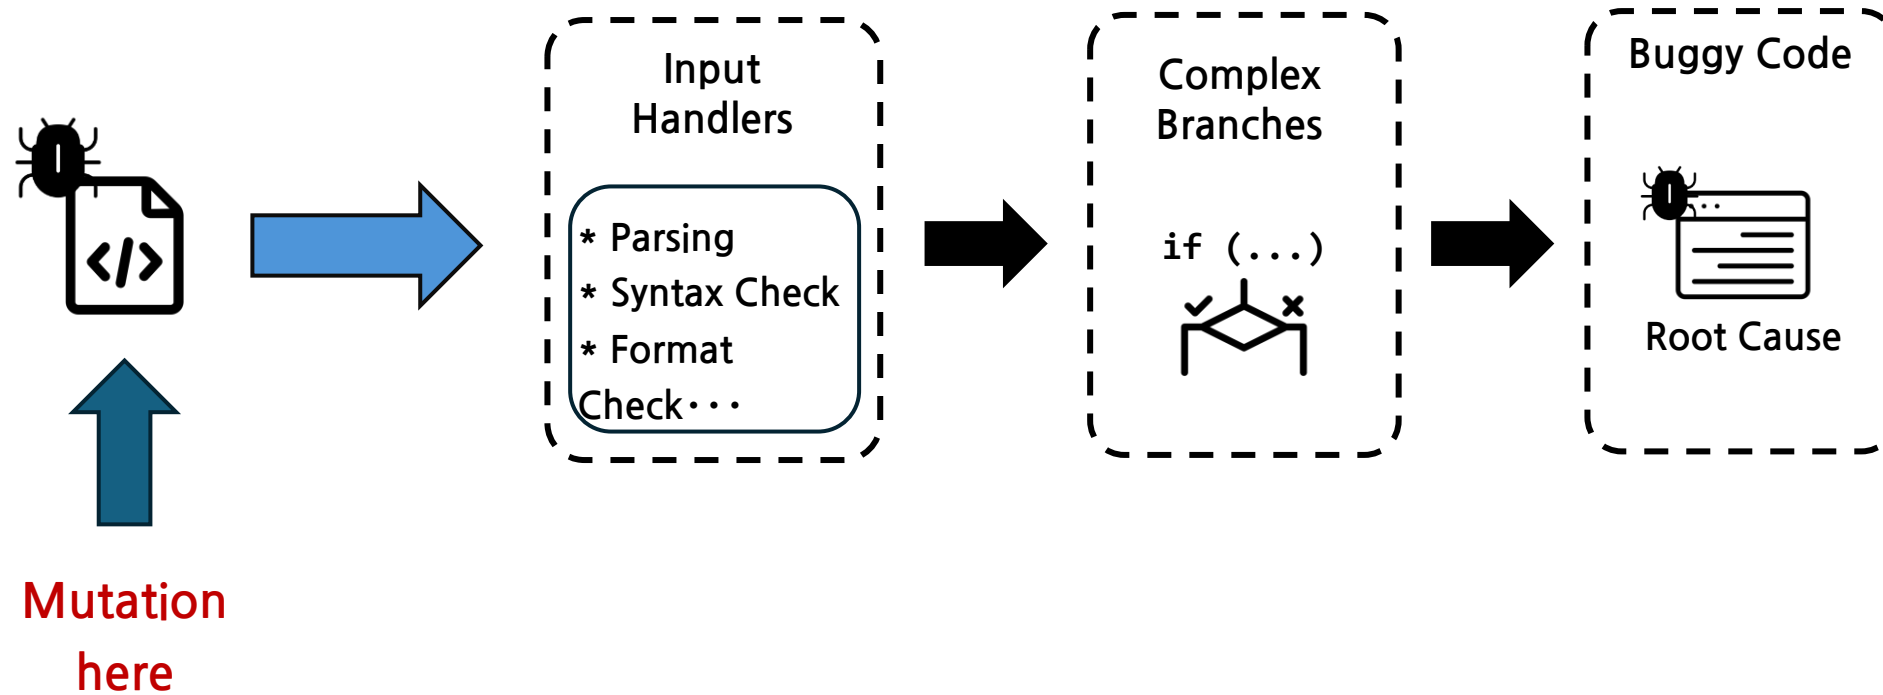 Input
Handlers
* Parsing
* Syntax Check
* Format
Check···
Complex
Branches
if (...)
Buggy Code
Root Cause
Mutation
here